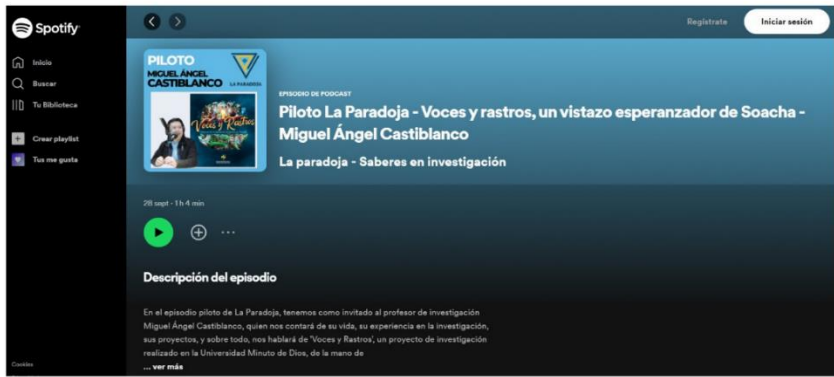 Spotify
Inicio
Buscar
Tu Biblioteca
Crear playlist
Tus me gusta
Cookies
Regístrate
Iniciar sesión
PILOTO
MIGUEL ÁNGEL
CASTIBLANCO
LA PARADOJA
Voces y Rastros
EPISODIO DE PODCAST
Piloto La Paradoja - Voces y rastros, un vistazo esperanzador de Soacha -
Miguel Ángel Castiblanco
La paradoja - Saberes en investigación
28 sept - 1 h 4 min
Descripción del episodio
En el episodio piloto de La Paradoja, tenemos como invitado al profesor de investigación
Miguel Ángel Castiblanco, quien nos contará de su vida, su experiencia en la investigación,
sus proyectos, y sobre todo, nos hablará de 'Voces y Rastros', un proyecto de investigación
realizado en la Universidad Minuto de Dios, de la mano de
... ver más